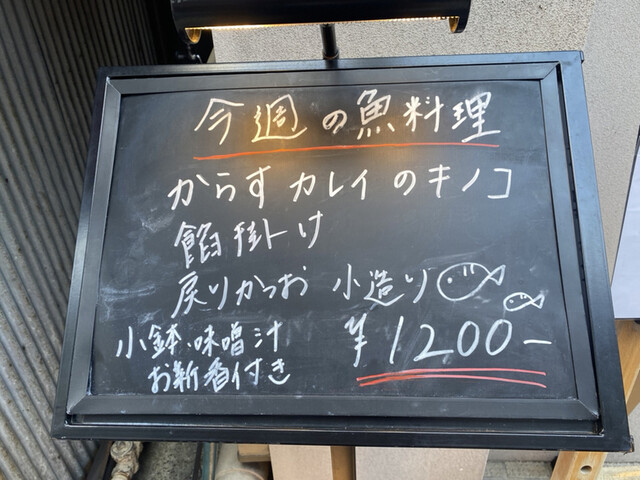 今週の魚料理
からすカレイのキノコ
餡掛け
戻りかつお 小造り
小鉢、味噌汁
お新香付き
¥1200-